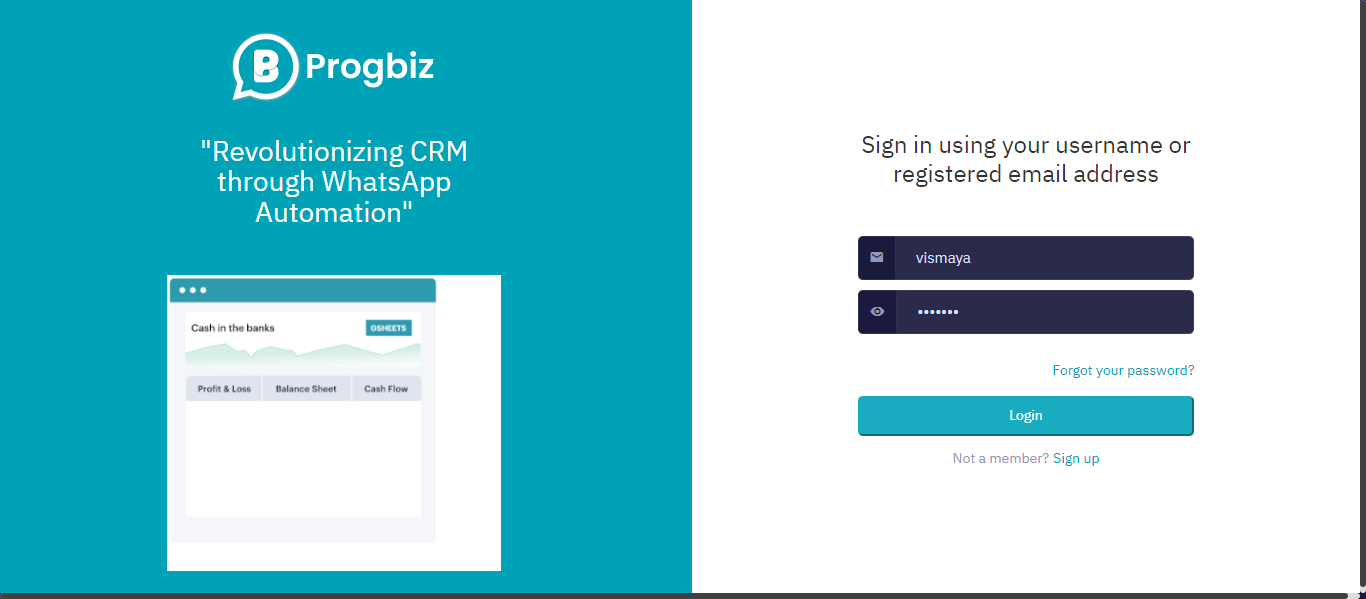 Progbiz
"Revolutionizing CRM
through WhatsApp
Automation"
Cash in the banks
GSHEETS
Profit & Loss
Balance Sheet
Cash Flow
Sign in using your username or
registered email address
vismaya
•••••••
Forgot your password?
Login
Not a member? Sign up